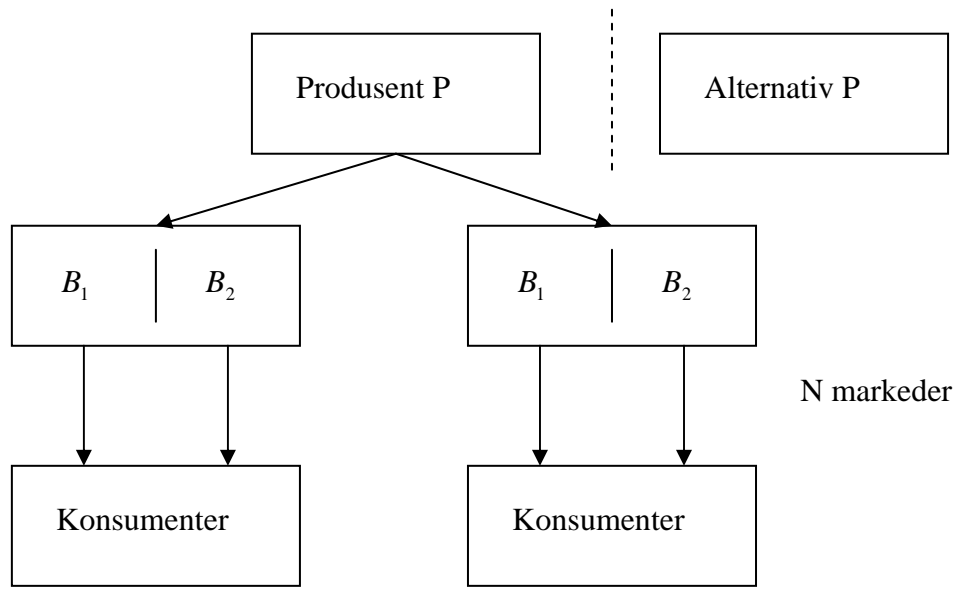 Produsent P
Alternativ P
B₁ B₂
B₁ B₂
N markeder
Konsumenter
Konsumenter